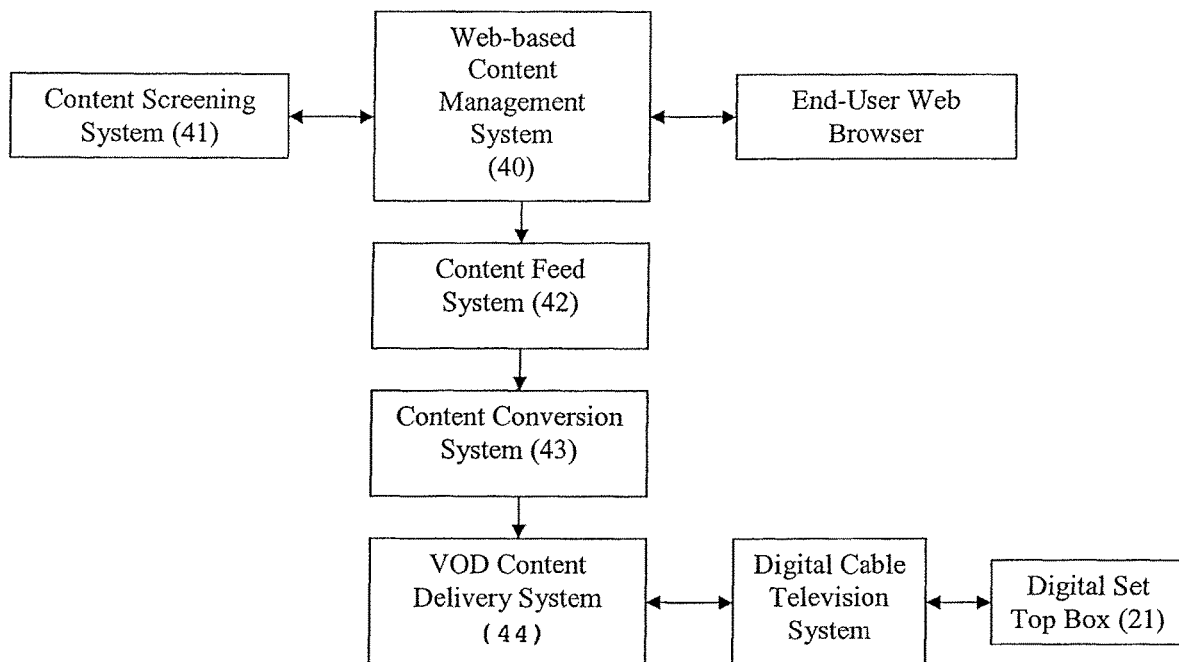 Web-based
Content
Management
System
(40)
Content Screening
System (41)
End-User Web
Browser
Content Feed
System (42)
Content Conversion
System (43)
VOD Content
Delivery System
(44)
Digital Cable
Television
System
Digital Set
Top Box (21)